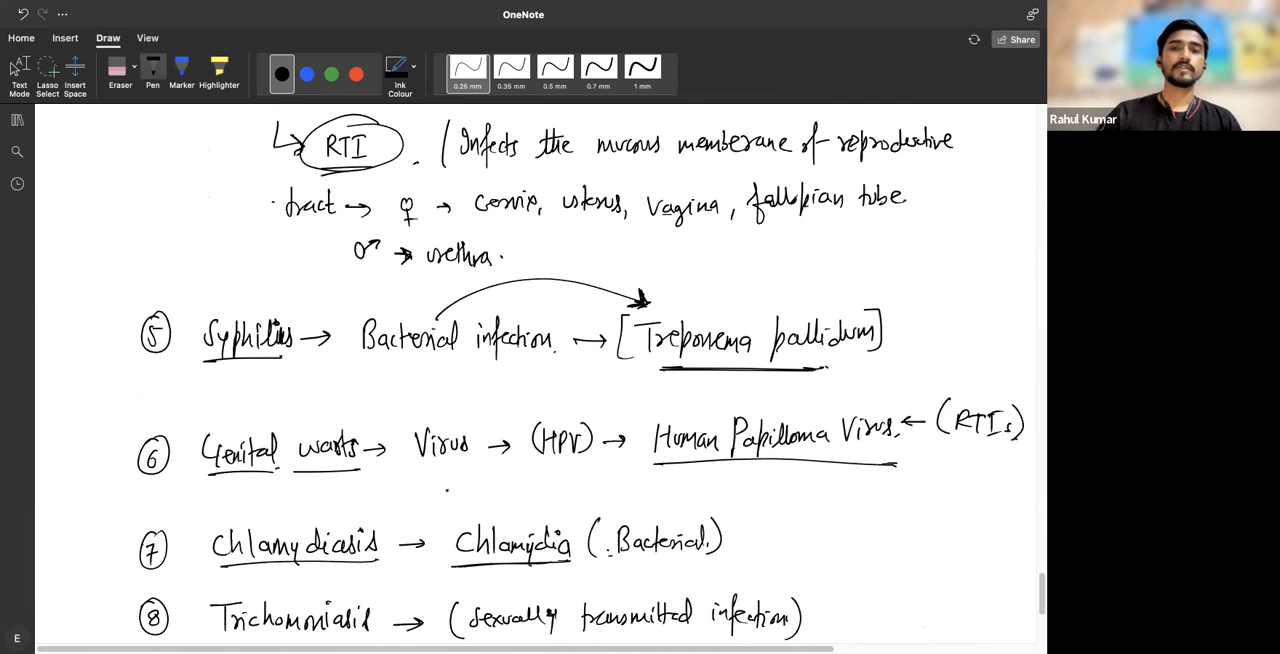 OneNote
Home Insert Draw View
Share
Text Mode
Lasso Select
Insert Space
Eraser
Pen
Marker
Highlighter
Ink Colour
0.25 mm
0.35 mm
0.5 mm
0.7 mm
1 mm
Rahul Kumar
RTI . (Infects the mucous membrane of reproductive
tract → ♀ → cervix, uterus, vagina, fallopian tube
♂ → urethra.
⑤ Syphilis → Bacterial infection. → [Treponema pallidum]
⑥ Genital warts → Virus → (HPV) → Human Papilloma Virus. ← (RTIs)
⑦ Chlamydiasis → Chlamydia (Bacterial.)
⑧ Trichomoniasis → (sexually transmitted infection)
E